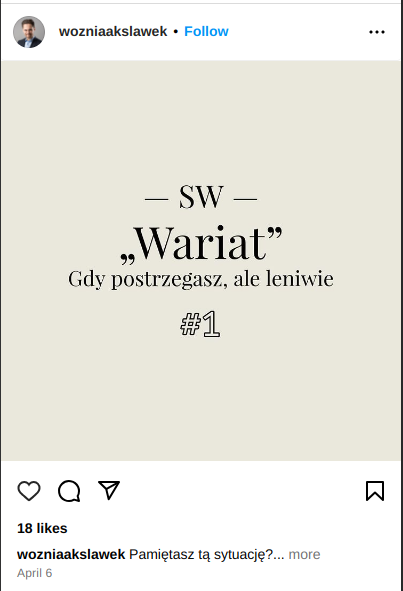 wozniaakslawek • Follow
— SW —
„Wariat”
Gdy postrzegasz, ale leniwie
#1
18 likes
wozniaakslawek Pamiętasz tą sytuację?... more
April 6